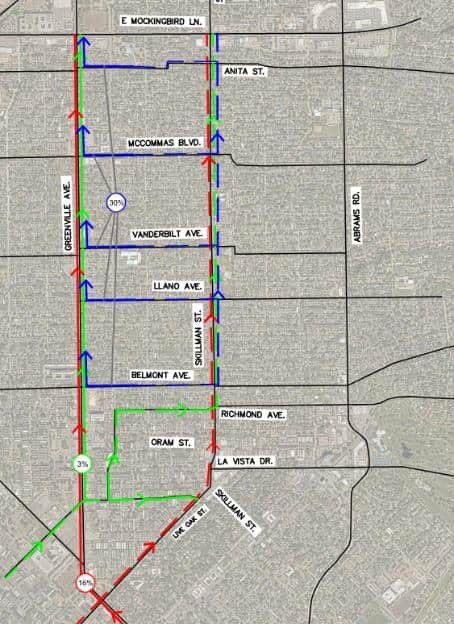 E MOCKINGBIRD LN.
ANITA ST.
MCCOMMAS BLVD.
GREENVILLE AVE.
30%
ABRAMS RD.
VANDERBILT AVE.
LLANO AVE.
SKILLMAN ST.
BELMONT AVE.
RICHMOND AVE.
ORAM ST.
3%
LA VISTA DR.
SKILLMAN ST.
LIVE OAK ST.
16%